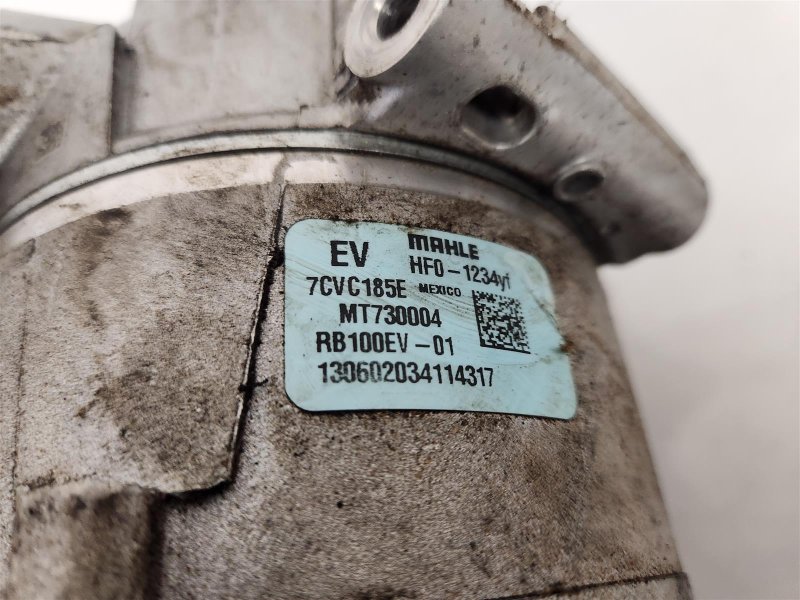 EV MAHLE
HFO-1234yf
7CVC185E MEXICO
MT730004
RB100EV-01
130602034114317